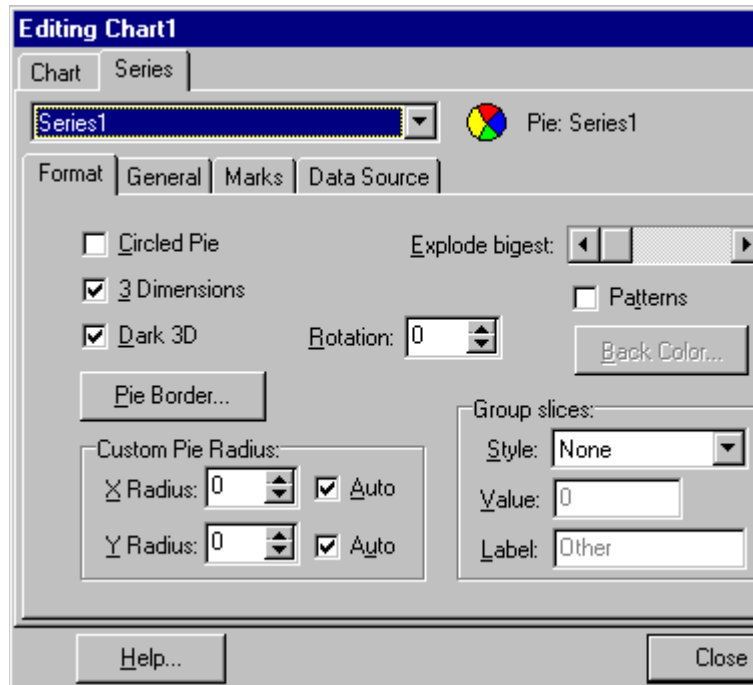 Editing Chart1
Chart Series
Series1 Pie: Series1
Format General Marks Data Source
Circled Pie Explode bigest:
3 Dimensions Patterns
Dark 3D Rotation: 0 Back Color...
Pie Border... Group slices:
Custom Pie Radius: Style: None
X Radius: 0 Auto Value: 0
Y Radius: 0 Auto Label: Other
Help... Close